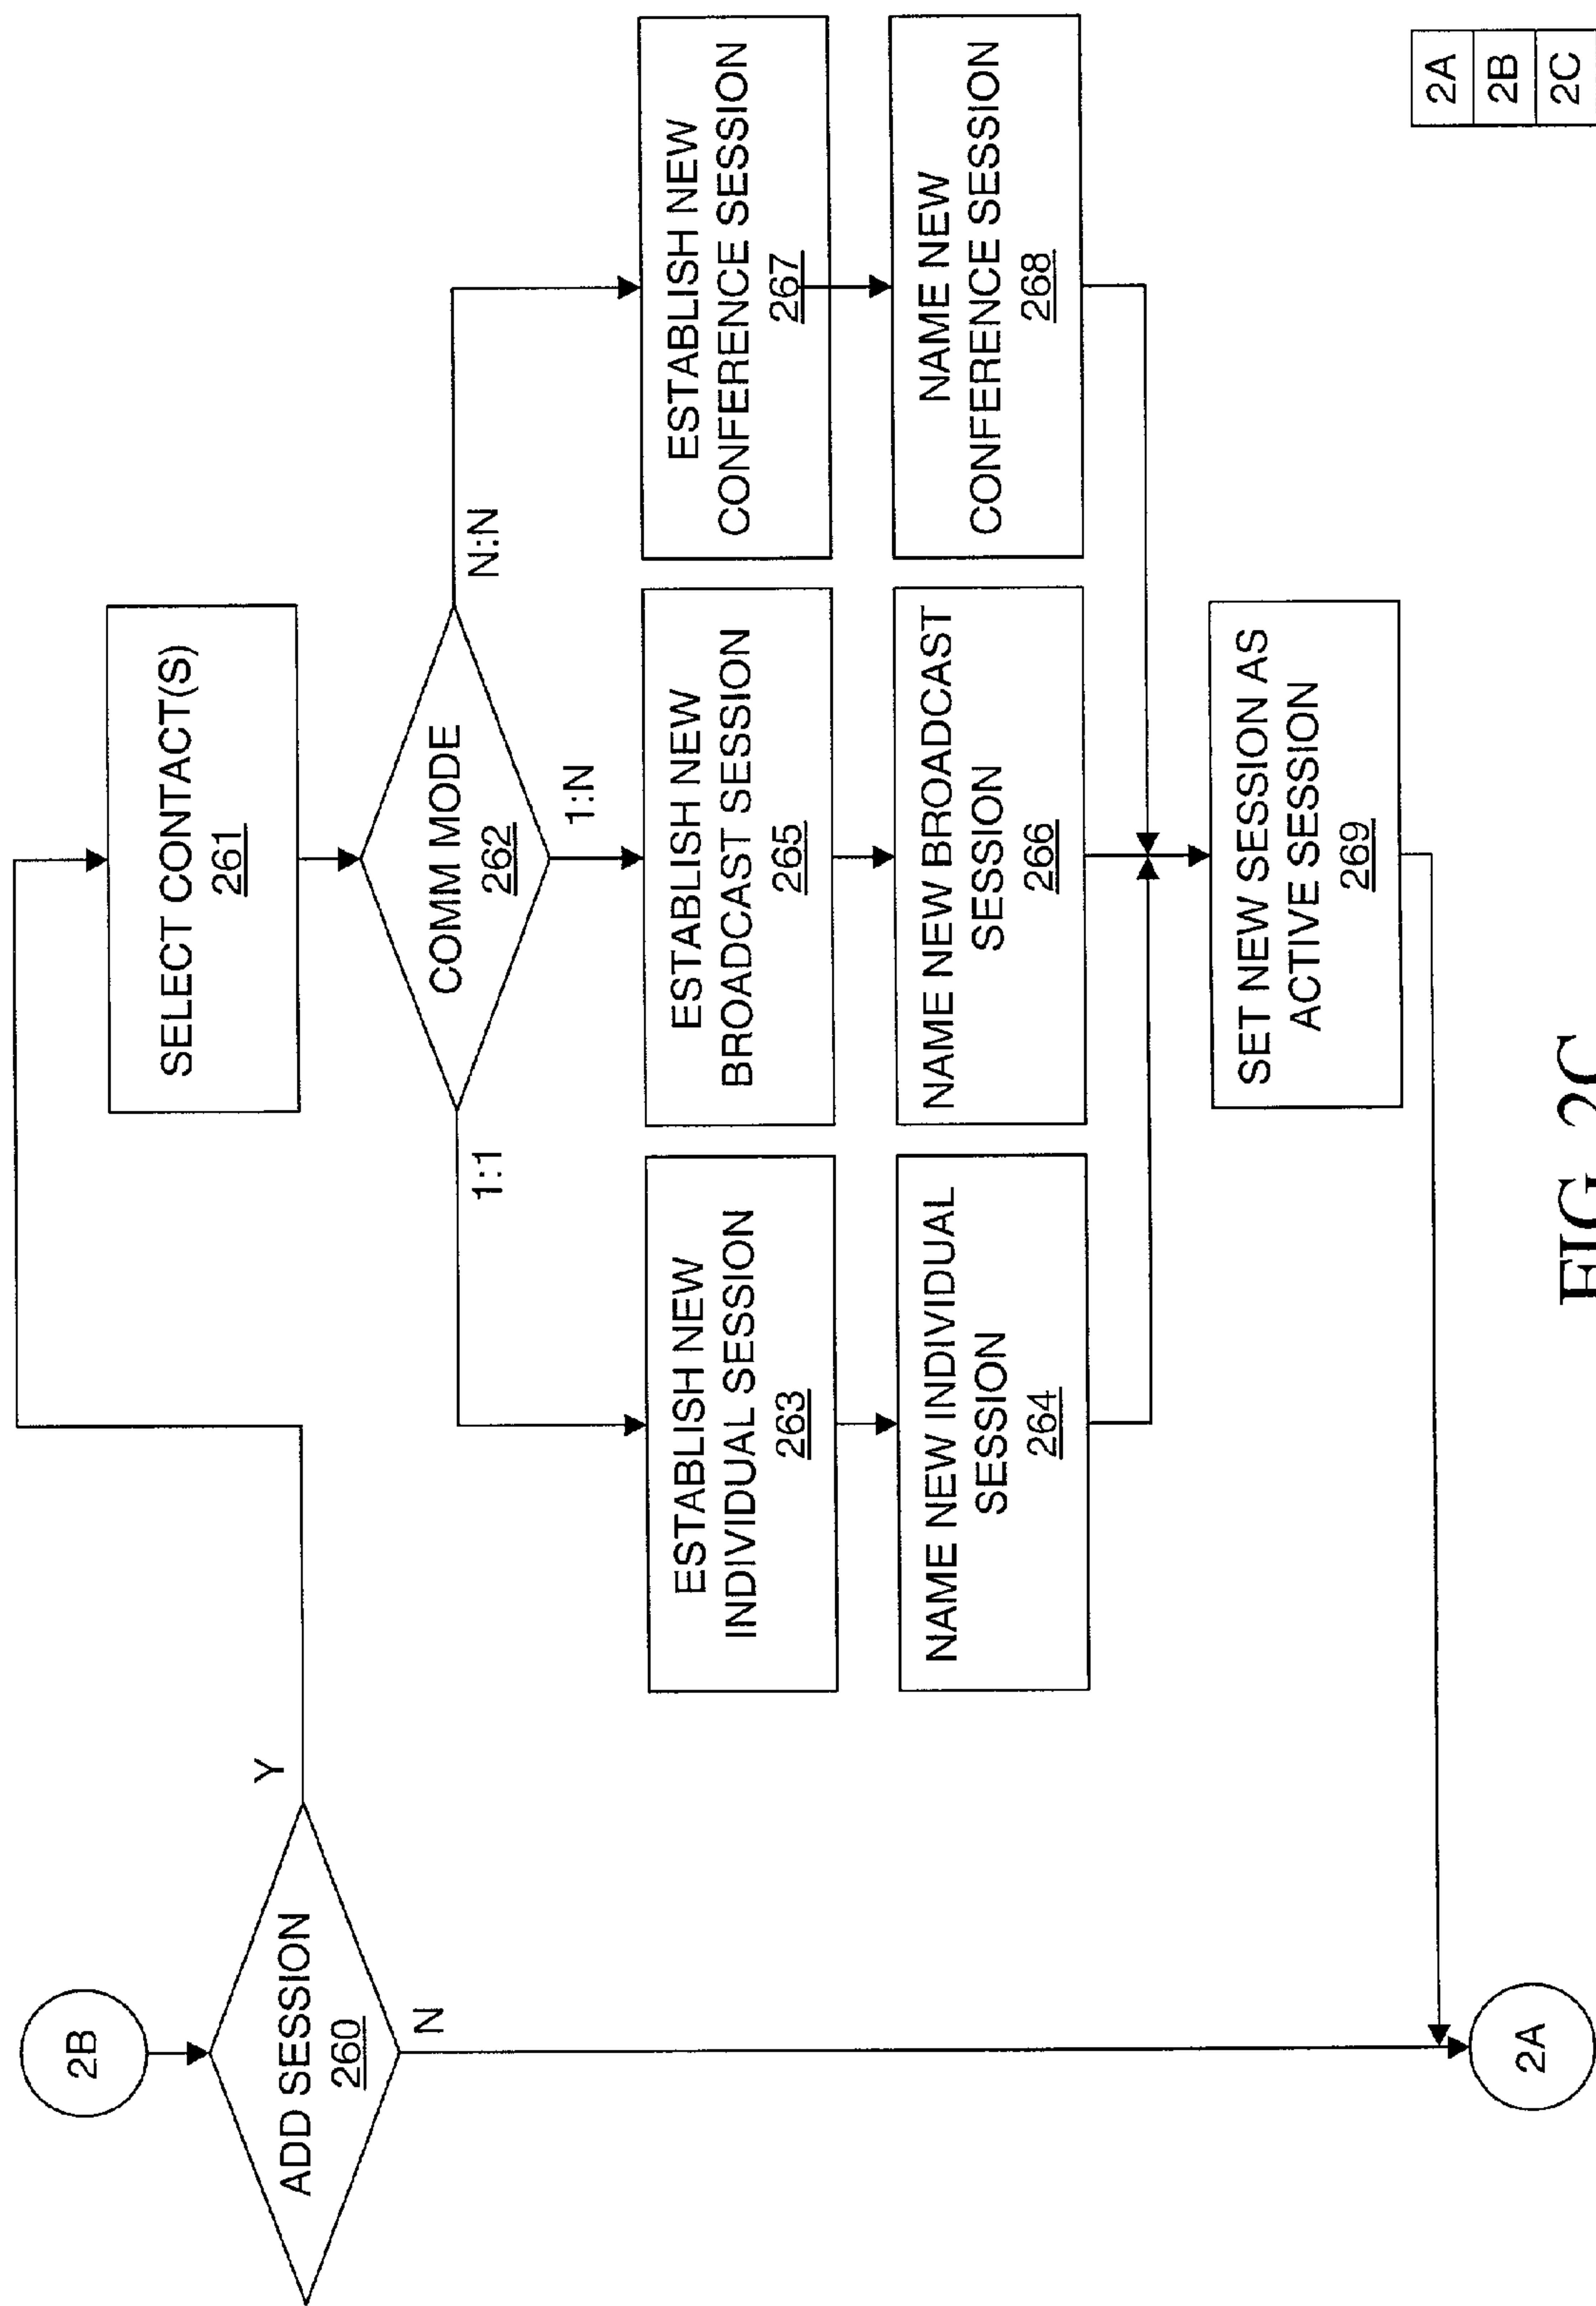 2B
ADD SESSION
260
Y
N
SELECT CONTACT(S)
261
COMM MODE
262
1:1
1:N
N:N
ESTABLISH NEW
INDIVIDUAL SESSION
263
ESTABLISH NEW
BROADCAST SESSION
265
ESTABLISH NEW
CONFERENCE SESSION
267
NAME NEW INDIVIDUAL
SESSION
264
NAME NEW BROADCAST
SESSION
266
NAME NEW
CONFERENCE SESSION
268
SET NEW SESSION AS
ACTIVE SESSION
269
2A
2A
2B
2C
FIG. 2C